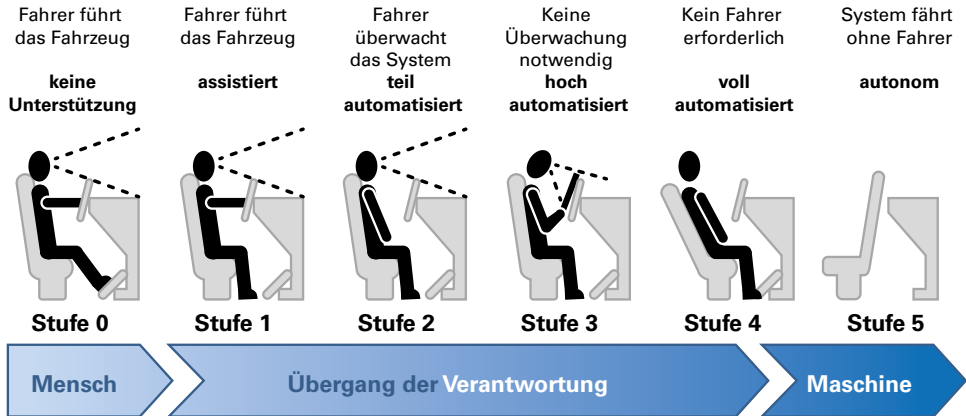 Fahrer führt
das Fahrzeug
keine
Unterstützung
Fahrer führt
das Fahrzeug
assistiert
Fahrer
überwacht
das System
teil
automatisiert
Keine
Überwachung
notwendig
hoch
automatisiert
Kein Fahrer
erforderlich
voll
automatisiert
System fährt
ohne Fahrer
autonom
Stufe 0
Stufe 1
Stufe 2
Stufe 3
Stufe 4
Stufe 5
Mensch
Übergang der Verantwortung
Maschine